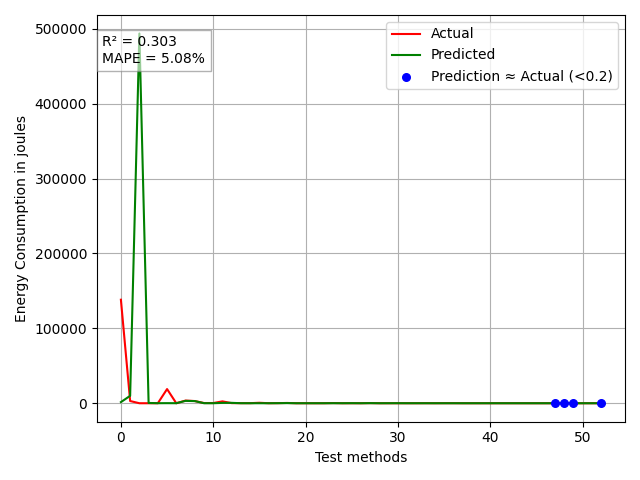 R² = 0.303
MAPE = 5.08%
Actual
Predicted
Prediction ≈ Actual (<0.2)
500000
400000
300000
200000
100000
0
Energy Consumption in joules
0 10 20 30 40 50
Test methods